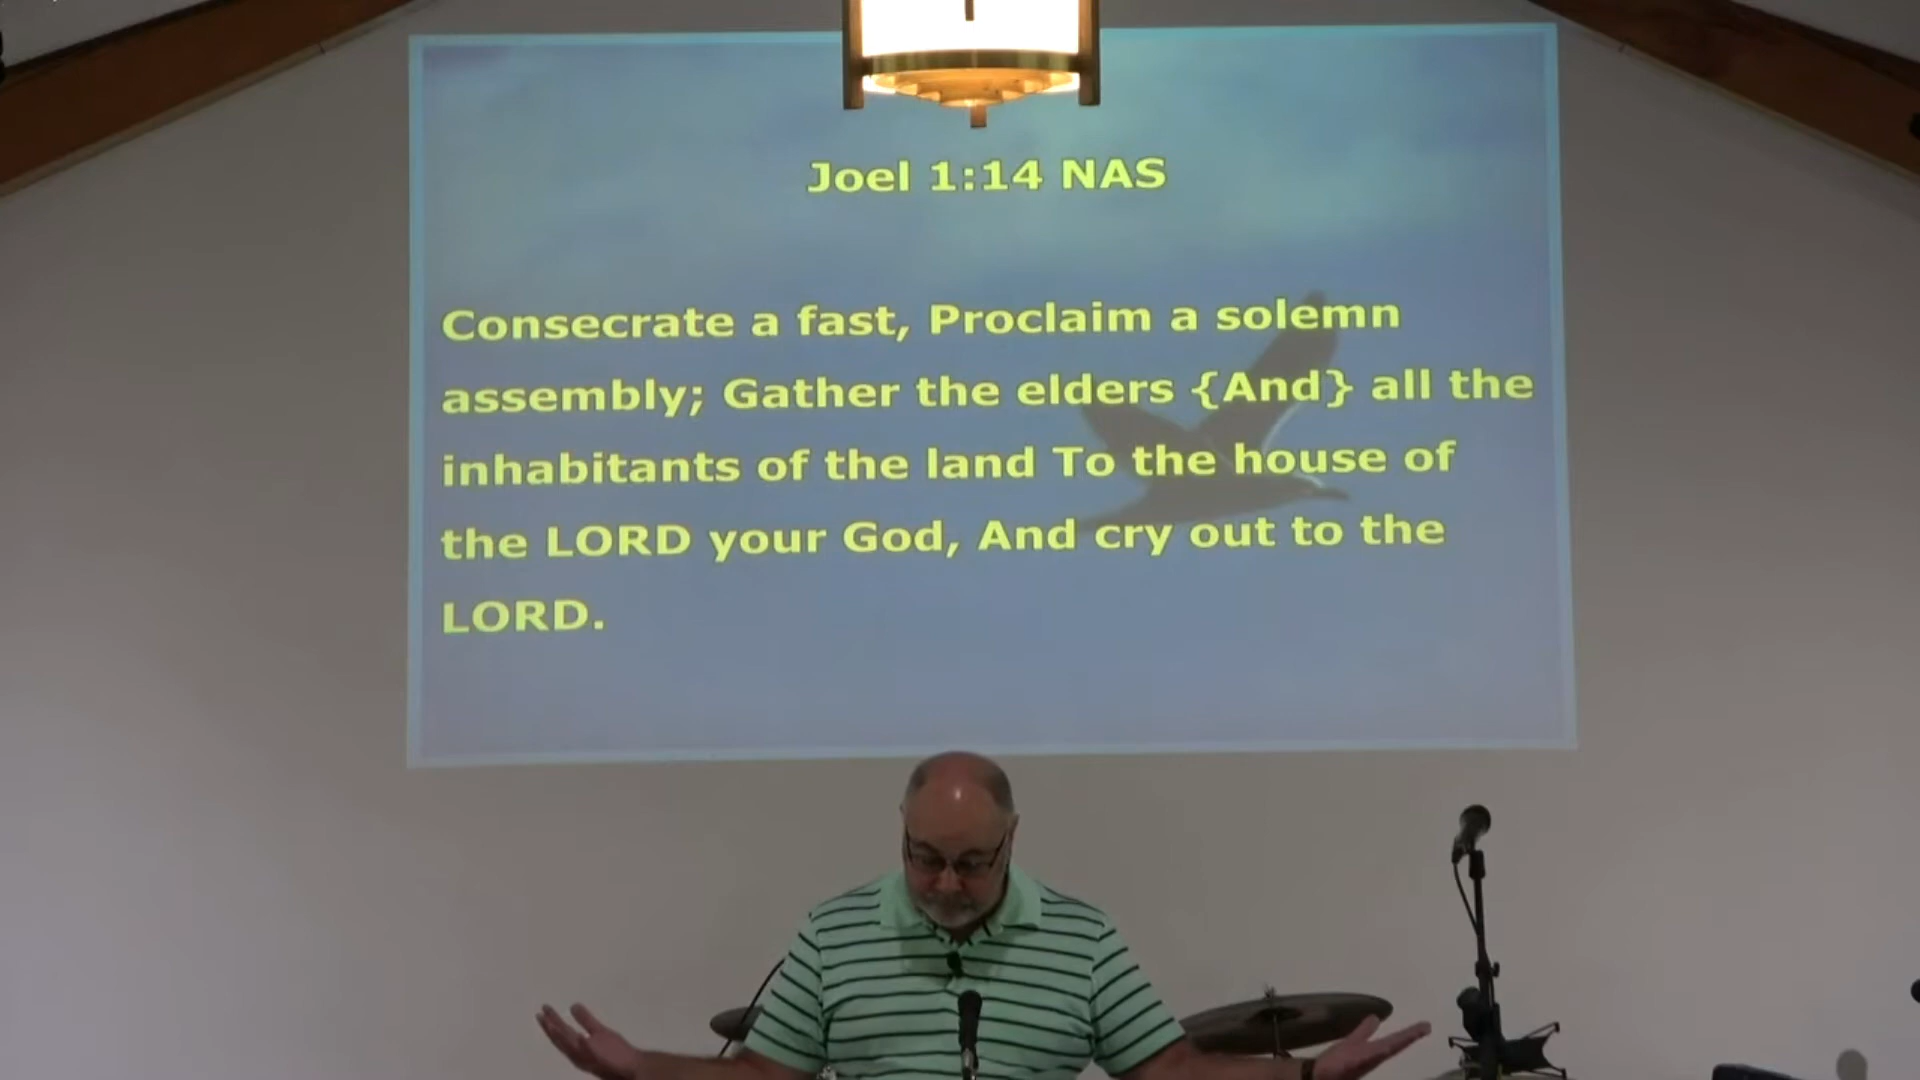 Joel 1:14 NAS
Consecrate a fast, Proclaim a solemn
assembly; Gather the elders {And} all the
inhabitants of the land To the house of
the LORD your God, And cry out to the
LORD.